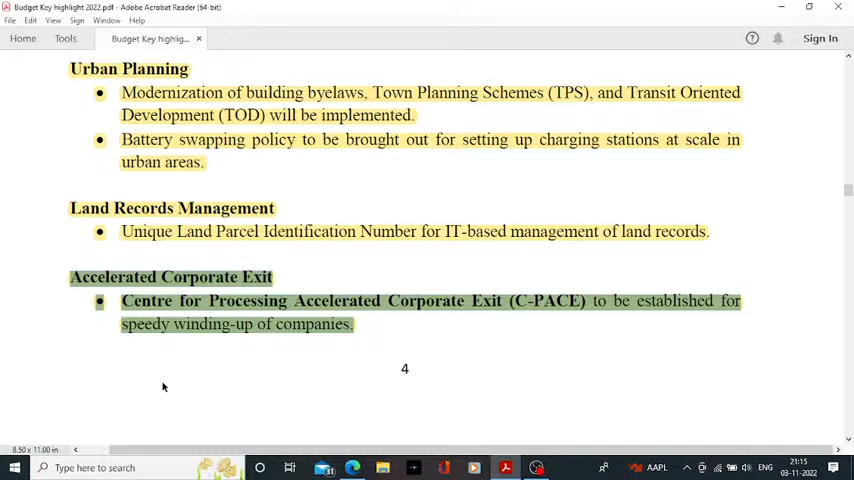 Budget Key highlight 2022.pdf - Adobe Acrobat Reader (64-bit)
File Edit View Sign Window Help
Home Tools Budget Key highlig... × Sign In
Urban Planning
• Modernization of building byelaws, Town Planning Schemes (TPS), and Transit Oriented
Development (TOD) will be implemented.
• Battery swapping policy to be brought out for setting up charging stations at scale in
urban areas.
Land Records Management
• Unique Land Parcel Identification Number for IT-based management of land records.
Accelerated Corporate Exit
• Centre for Processing Accelerated Corporate Exit (C-PACE) to be established for
speedy winding-up of companies.
4
8.50 x 11.00 in
Type here to search 31 AAPL ENG 21:15
03-11-2022